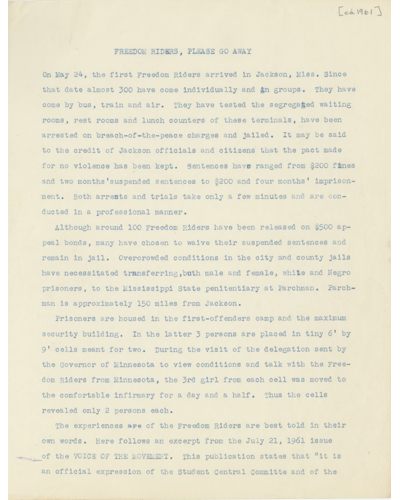 [ca. 1961]
FREEDOM RIDERS, PLEASE GO AWAY
On May 24, the first Freedom Riders arrived in Jackson, Miss. Since
that date almost 300 have come individually and in groups. They have
come by bus, train and air. They have tested the segregated waiting
rooms, rest rooms and lunch counters of these terminals, have been
arrested on breach-of-the-peace charges and jailed. It may be said
to the credit of Jackson officials and citizens that the pact made
for no violence has been kept. Sentences have ranged from $200 fines
and two months'suspended sentences to $200 and four months' imprison-
ment. Both arrests and trials take only a few minutes and are con-
ducted in a professional manner.
Although around 100 Freedom Riders have been released on $500 ap-
peal bonds, many have chosen to waive their suspended sentences and
remain in jail. Overcrowded conditions in the city and county jails
have necessitated transferring,both male and female, white and Negro
prisoners, to the Mississippi State penitentiary at Parchman. Parch-
man is approximately 150 miles from Jackson.
Prisoners are housed in the first-offenders camp and the maximum
security building. In the latter 3 persons are placed in tiny 6' by
9' cells meant for two. During the visit of the delegation sent by
the Governor of Minnesota to view conditions and talk with the Free-
dom Riders from Minnesota, the 3rd girl from each cell was moved to
the comfortable infirmary for a day and a half. Thus the cells
revealed only 2 persons each.
The experiences are of the Freedom Riders are best told in their
own words. Here follows an excerpt from the July 21, 1961 issue
of the VOICE OF THE MOVEMENT. This publication states that "it is
an official expression of the Student Central Committee and of the